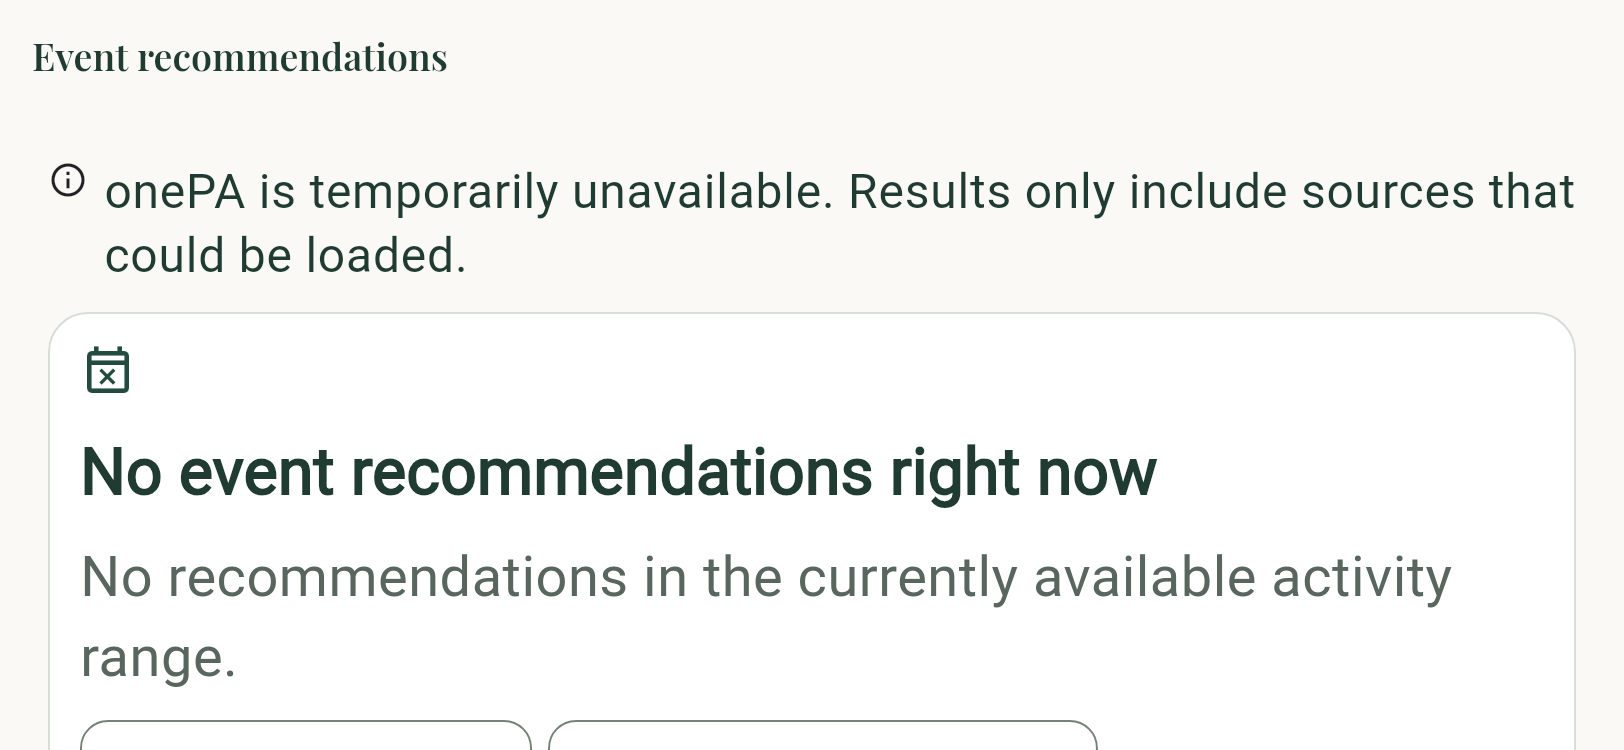 Event recommendations
onePA is temporarily unavailable. Results only include sources that
could be loaded.
No event recommendations right now
No recommendations in the currently available activity
range.